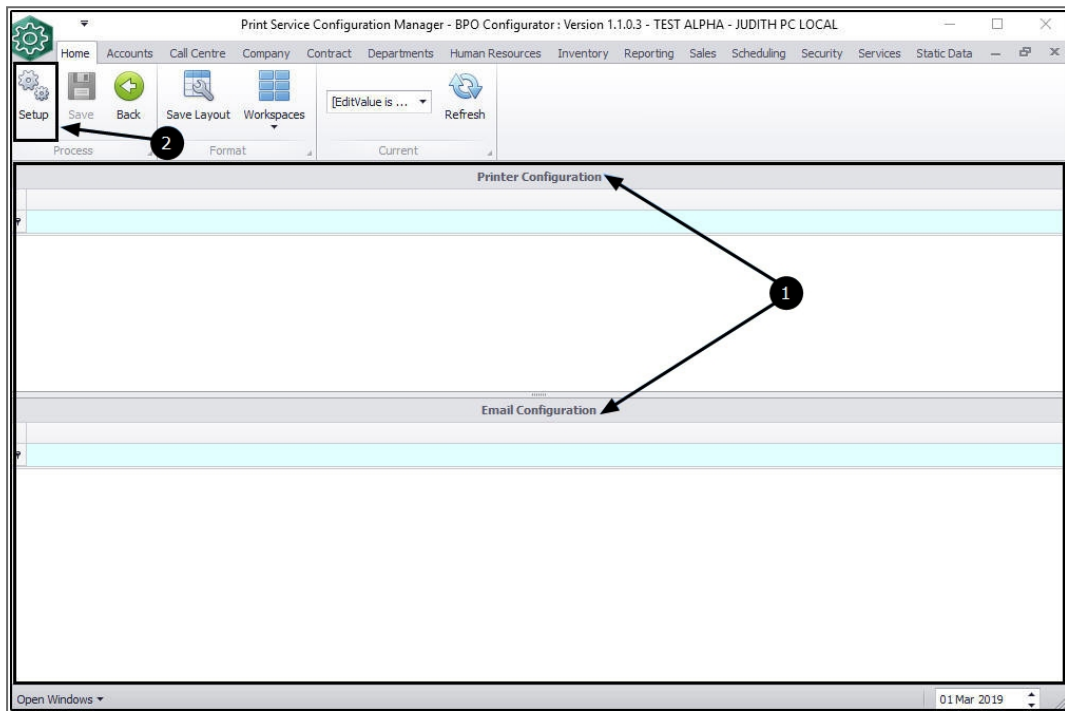 Print Service Configuration Manager - BPO Configurator : Version 1.1.0.3 - TEST ALPHA - JUDITH PC LOCAL
Home Accounts Call Centre Company Contract Departments Human Resources Inventory Reporting Sales Scheduling Security Services Static Data
Setup Save Back Save Layout Workspaces [EditValue is ... Refresh
Process Format Current
2
Printer Configuration
1
Email Configuration
Open Windows 01 Mar 2019